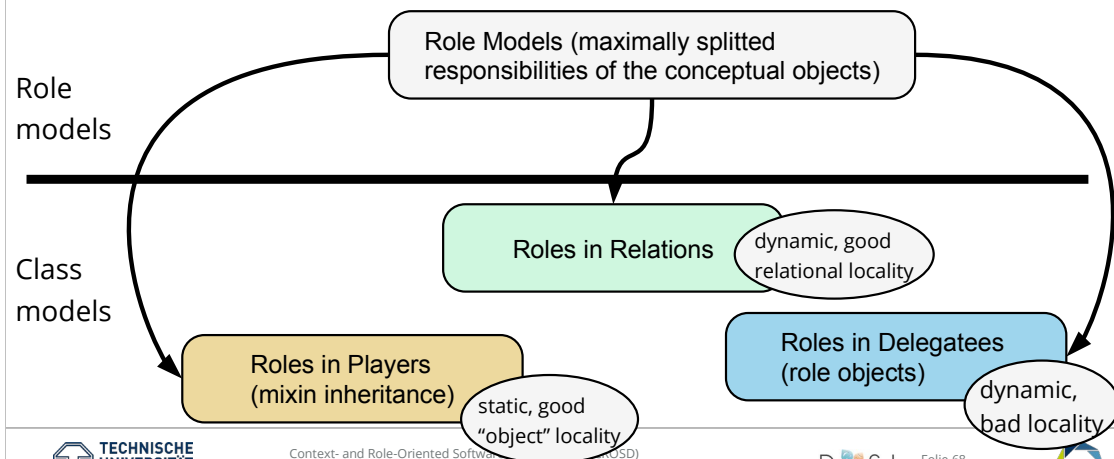 Role Models (maximally splitted
responsibilities of the conceptual objects)
Role
models
Roles in Relations
dynamic, good
relational locality
Class
models
Roles in Players
(mixin inheritance)
static, good
“object” locality
Roles in Delegatees
(role objects)
dynamic,
bad locality
TECHNISCHE
Context- and Role-Oriented
Folie 68